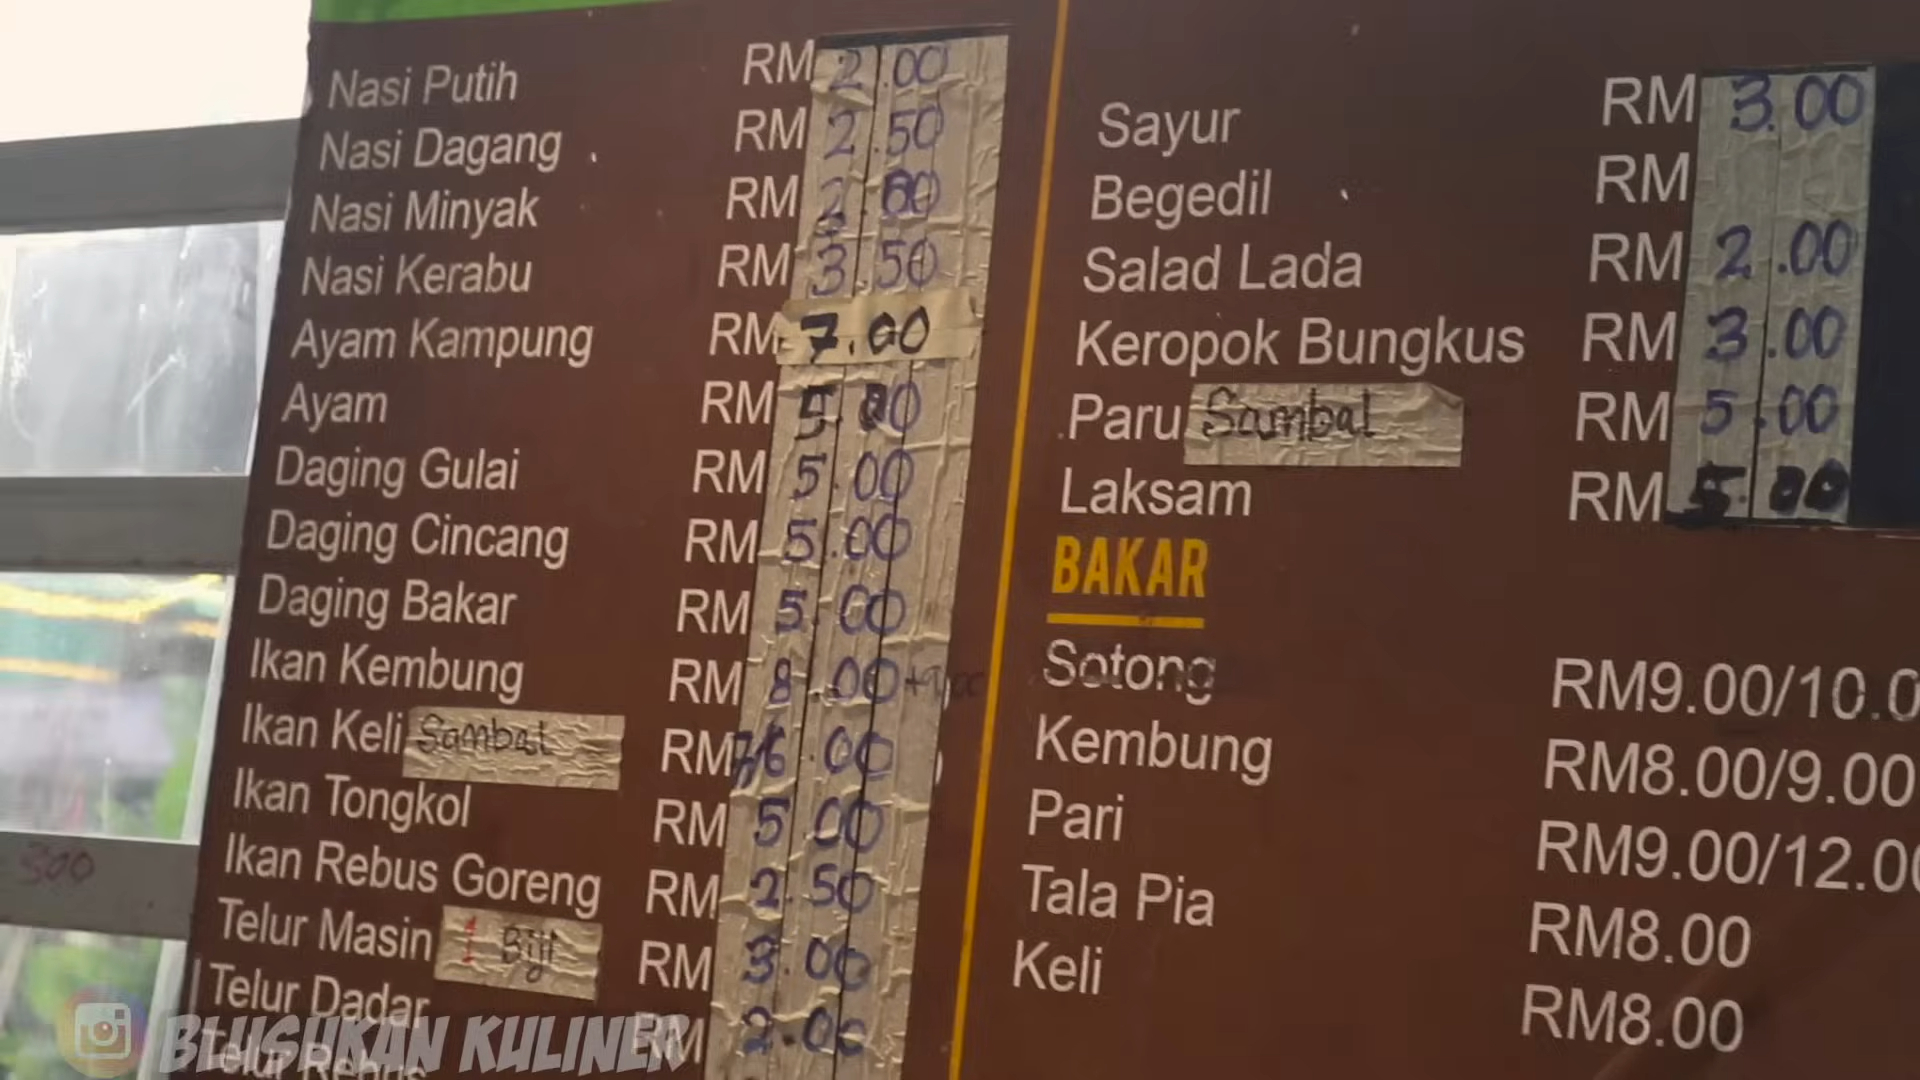 Nasi Putih RM 2.00
Nasi Dagang RM 2.50
Nasi Minyak RM
Nasi Kerabu RM 3.50
Ayam Kampung RM 7.00
Ayam RM 5.00
Daging Gulai RM 5.00
Daging Cincang RM 5.00
Daging Bakar RM 5.00
Ikan Kembung RM 8.00
Ikan Keli Sambal RM
Ikan Tongkol RM 5.00
Ikan Rebus Goreng RM 2.50
Telur Masin 1 Biji RM 3.00
Telur Dadar RM 2.00
Telur Rebus
Sayur RM 3.00
Begedil RM
Salad Lada RM 2.00
Keropok Bungkus RM 3.00
Paru Sambal RM 5.00
Laksam RM 5.00
BAKAR
Sotong RM9.00/10.0
Kembung RM8.00/9.00
Pari RM9.00/12.00
Tala Pia RM8.00
Keli RM8.00
300
BLUSUKAN KULINER